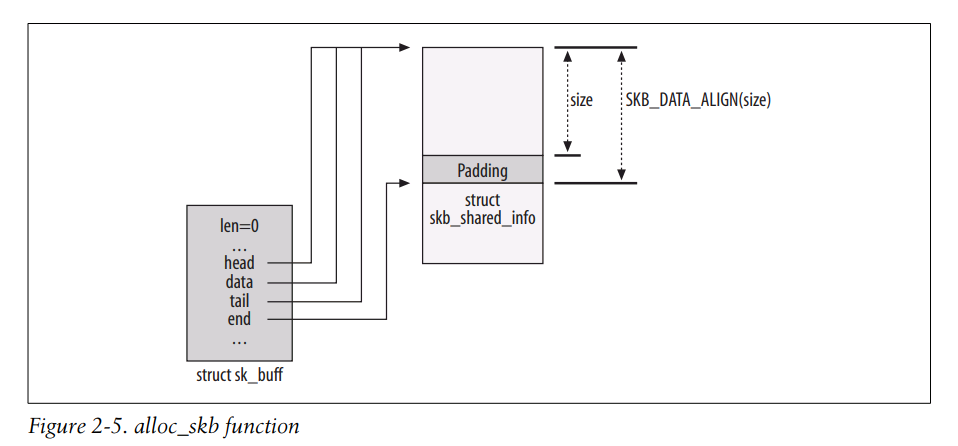 size
SKB_DATA_ALIGN(size)
Padding
struct
skb_shared_info
len=0
...
head
data
tail
end
...
struct sk_buff
Figure 2-5. alloc_skb function